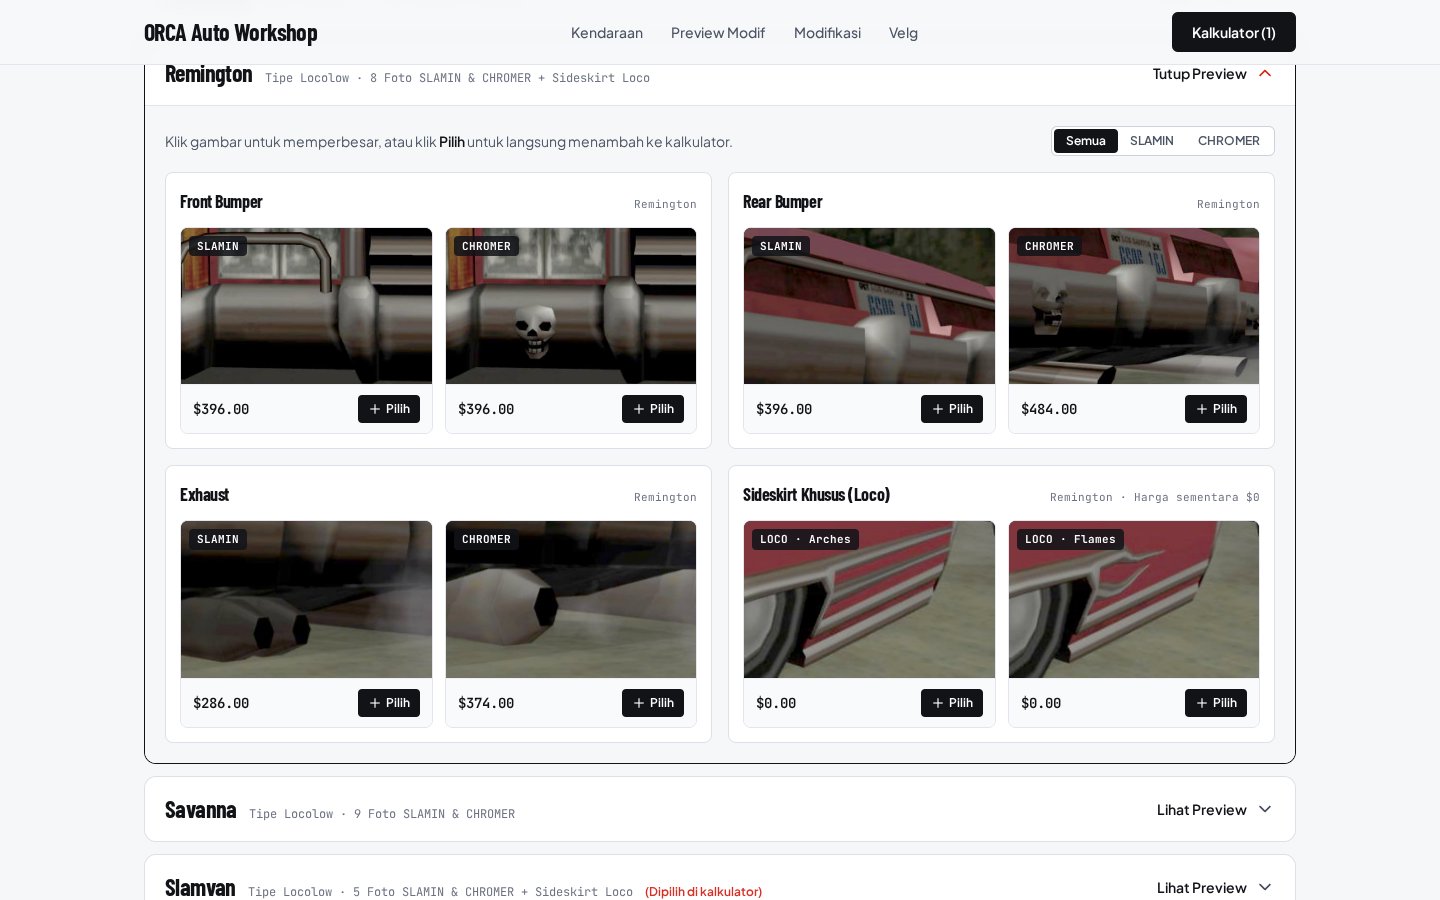 ORCA Auto Workshop
Kendaraan
Preview Modif
Modifikasi
Velg
Kalkulator (1)
Remington
Tipe Locolow · 8 Foto SLAMIN & CHROMER + Sideskirt Loco
Tutup Preview
Klik gambar untuk memperbesar, atau klik Pilih untuk langsung menambah ke kalkulator.
Semua
SLAMIN
CHROMER
Front Bumper
Remington
SLAMIN
CHROMER
$396.00
+ Pilih
$396.00
+ Pilih
Rear Bumper
Remington
SLAMIN
CHROMER
$396.00
+ Pilih
$484.00
+ Pilih
Exhaust
Remington
SLAMIN
CHROMER
$286.00
+ Pilih
$374.00
+ Pilih
Sideskirt Khusus (Loco)
Remington · Harga sementara $0
LOCO · Arches
LOCO · Flames
$0.00
+ Pilih
$0.00
+ Pilih
Savanna
Tipe Locolow · 9 Foto SLAMIN & CHROMER
Lihat Preview
Slamvan
Tipe Locolow · 5 Foto SLAMIN & CHROMER + Sideskirt Loco
(Dipilih di kalkulator)
Lihat Preview